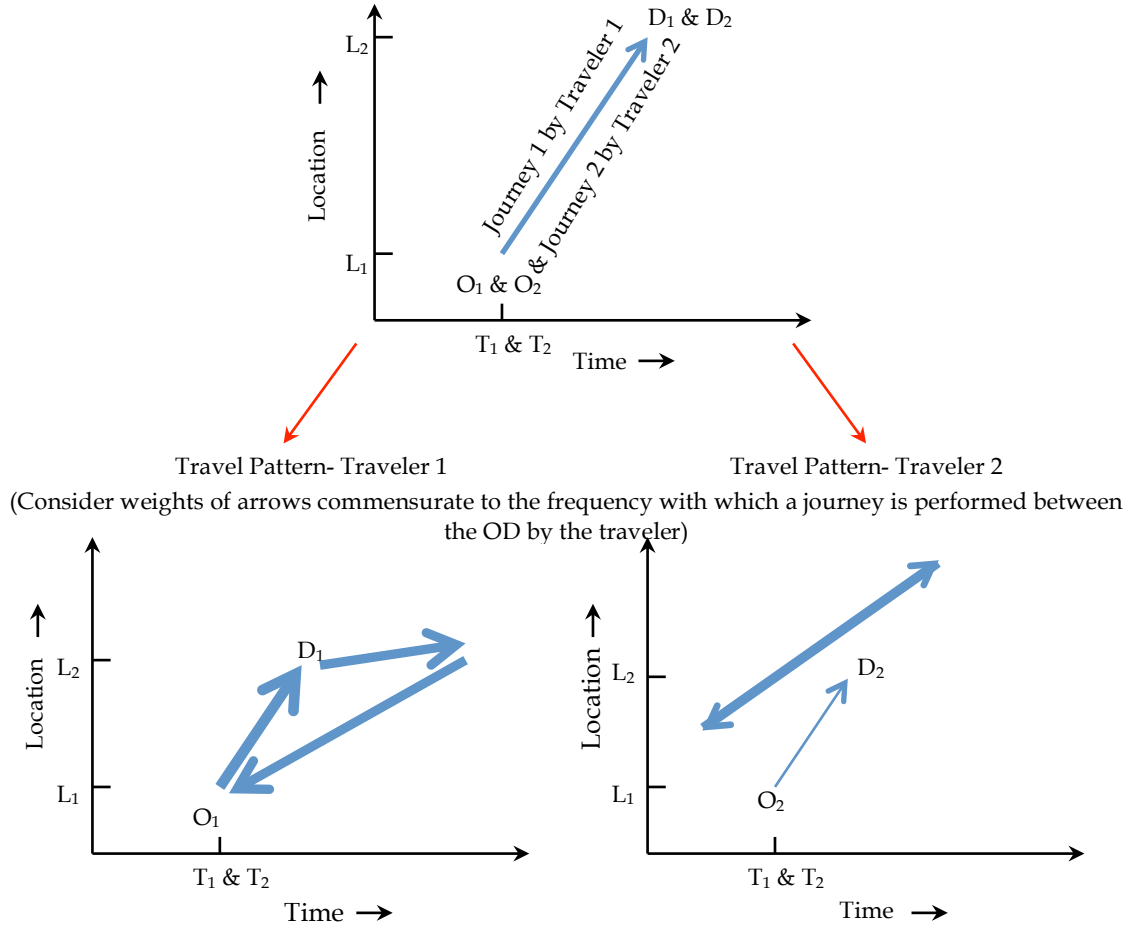 D₁ & D₂
L₂
Journey 1 by Traveler 1
& Journey 2 by Traveler 2
Location
L₁
O₁ & O₂
T₁ & T₂
Time
Travel Pattern- Traveler 1
Travel Pattern- Traveler 2
(Consider weights of arrows commensurate to the frequency with which a journey is performed between
the OD by the traveler)
D₁
L₂
Location
L₁
O₁
T₁ & T₂
Time
D₂
L₂
Location
L₁
O₂
T₁ & T₂
Time